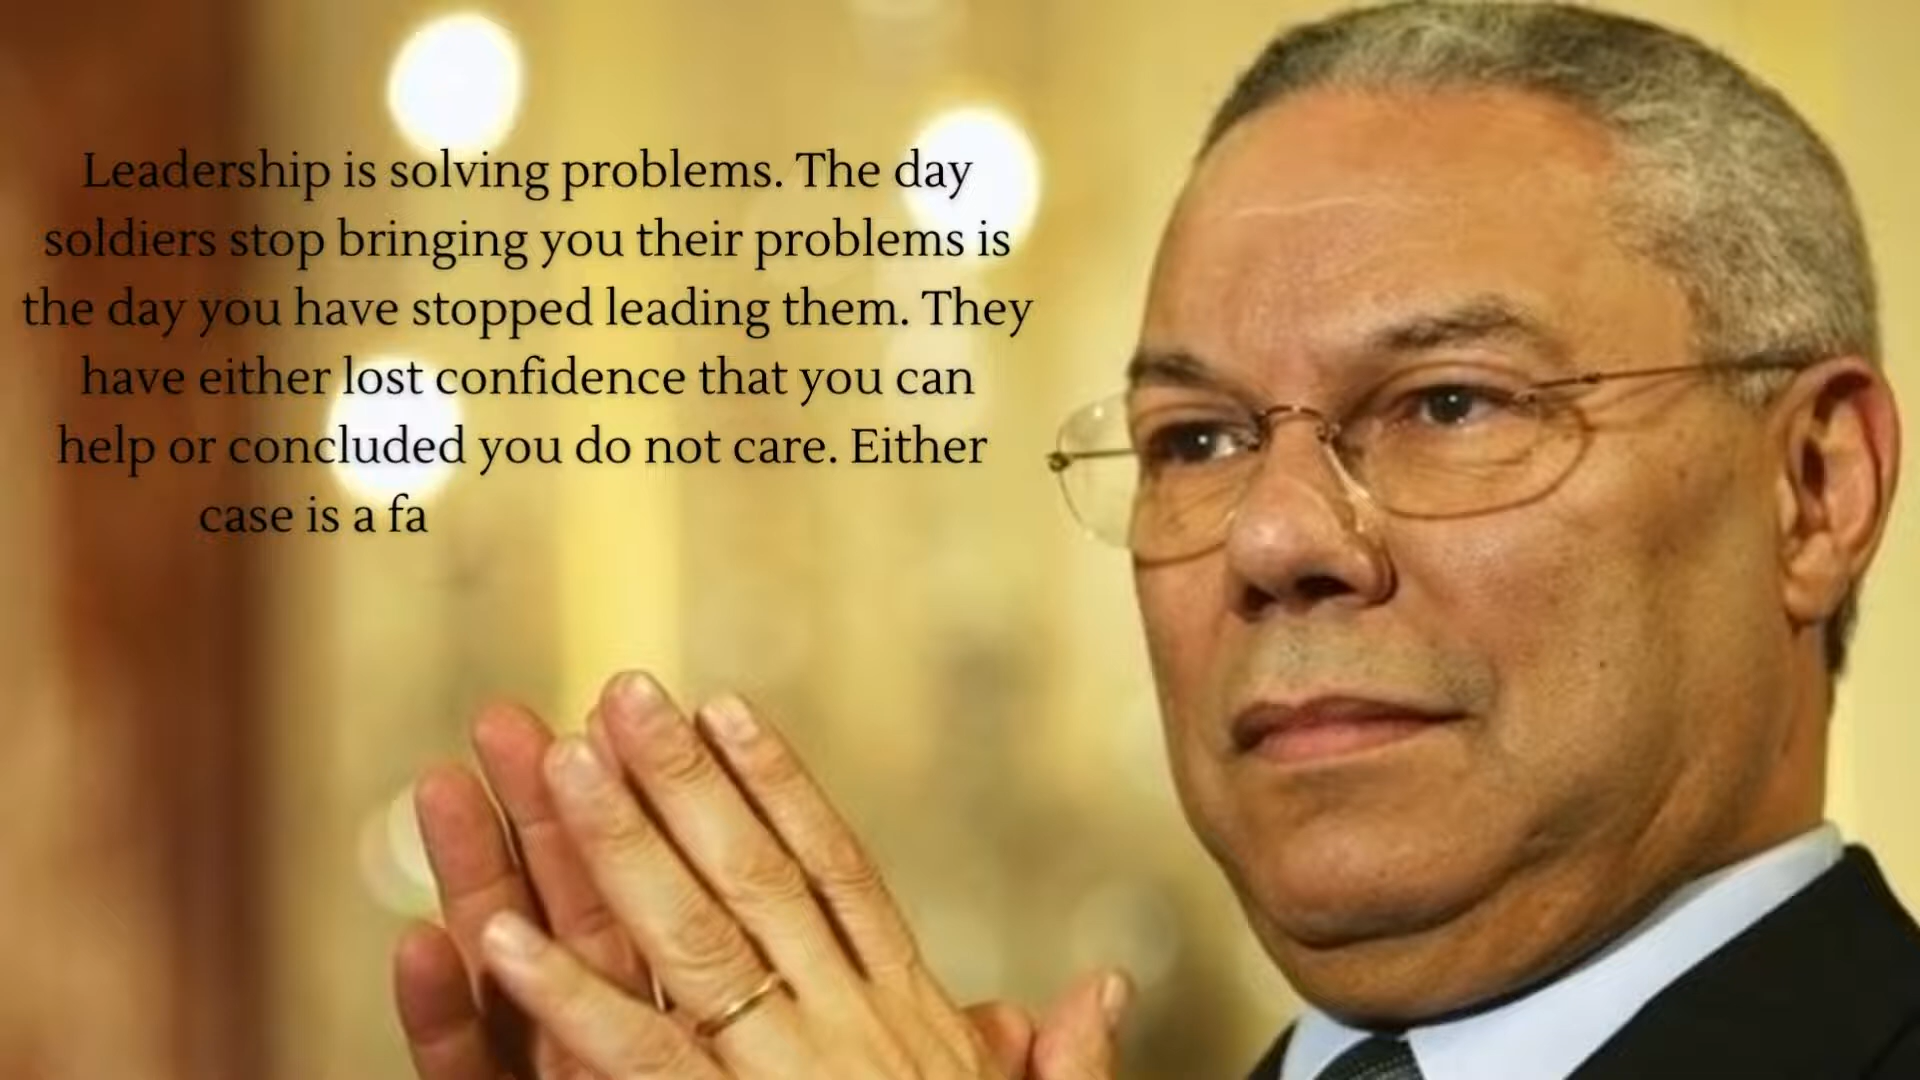 Leadership is solving problems. The day
soldiers stop bringing you their problems is
the day you have stopped leading them. They
have either lost confidence that you can
help or concluded you do not care. Either
case is a fa